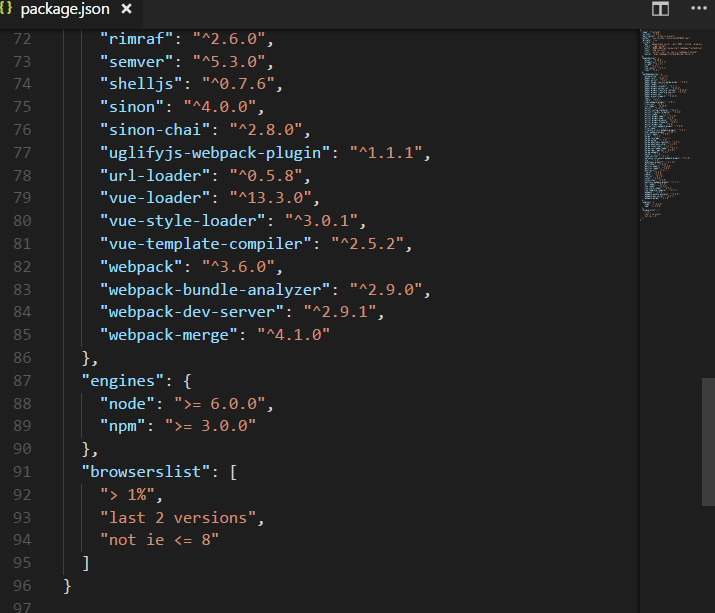 {} package.json ×
72 "rimraf": "^2.6.0",
73 "semver": "^5.3.0",
74 "shelljs": "^0.7.6",
75 "sinon": "^4.0.0",
76 "sinon-chai": "^2.8.0",
77 "uglifyjs-webpack-plugin": "^1.1.1",
78 "url-loader": "^0.5.8",
79 "vue-loader": "^13.3.0",
80 "vue-style-loader": "^3.0.1",
81 "vue-template-compiler": "^2.5.2",
82 "webpack": "^3.6.0",
83 "webpack-bundle-analyzer": "^2.9.0",
84 "webpack-dev-server": "^2.9.1",
85 "webpack-merge": "^4.1.0"
86 },
87 "engines": {
88 "node": ">= 6.0.0",
89 "npm": ">= 3.0.0"
90 },
91 "browserslist": [
92 "> 1%",
93 "last 2 versions",
94 "not ie <= 8"
95 ]
96 }
97